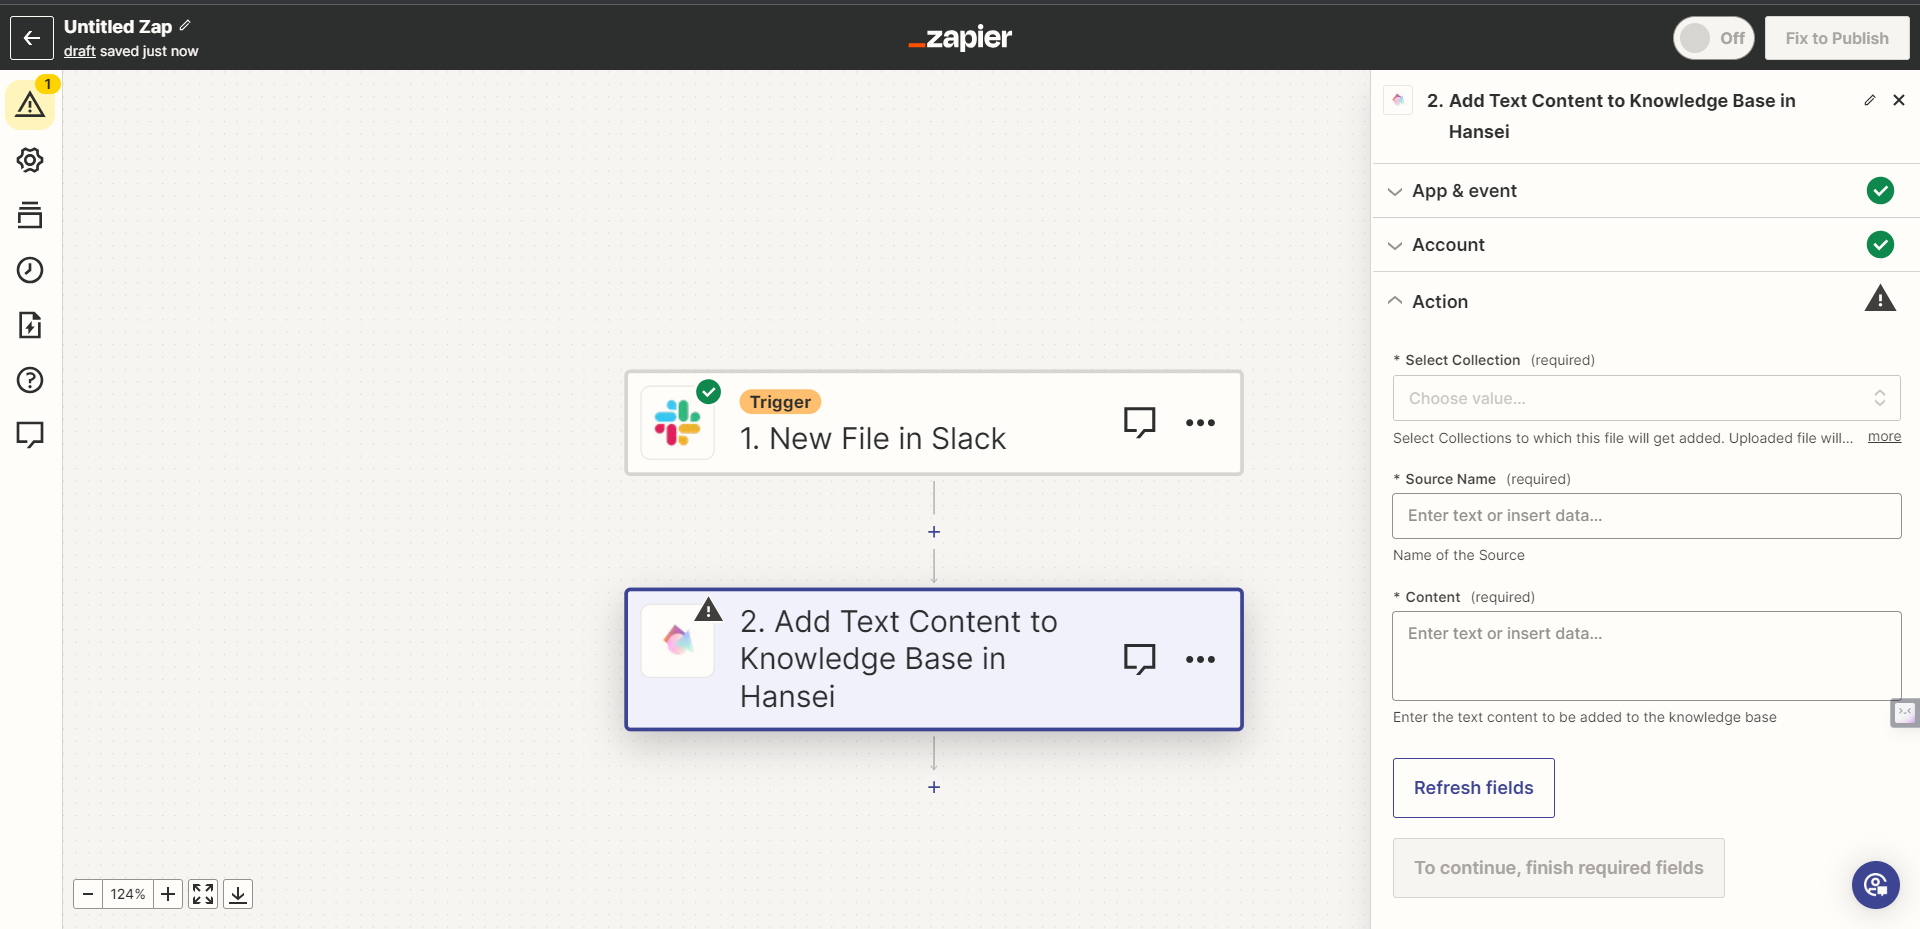 Untitled Zap
draft saved just now
zapier
Off
Fix to Publish
1
2. Add Text Content to Knowledge Base in
Hansei
App & event
Account
Action
* Select Collection (required)
Choose value...
Select Collections to which this file will get added. Uploaded file will... more
* Source Name (required)
Enter text or insert data...
Name of the Source
* Content (required)
Enter text or insert data...
Enter the text content to be added to the knowledge base
Refresh fields
To continue, finish required fields
Trigger
1. New File in Slack
2. Add Text Content to
Knowledge Base in
Hansei
124%